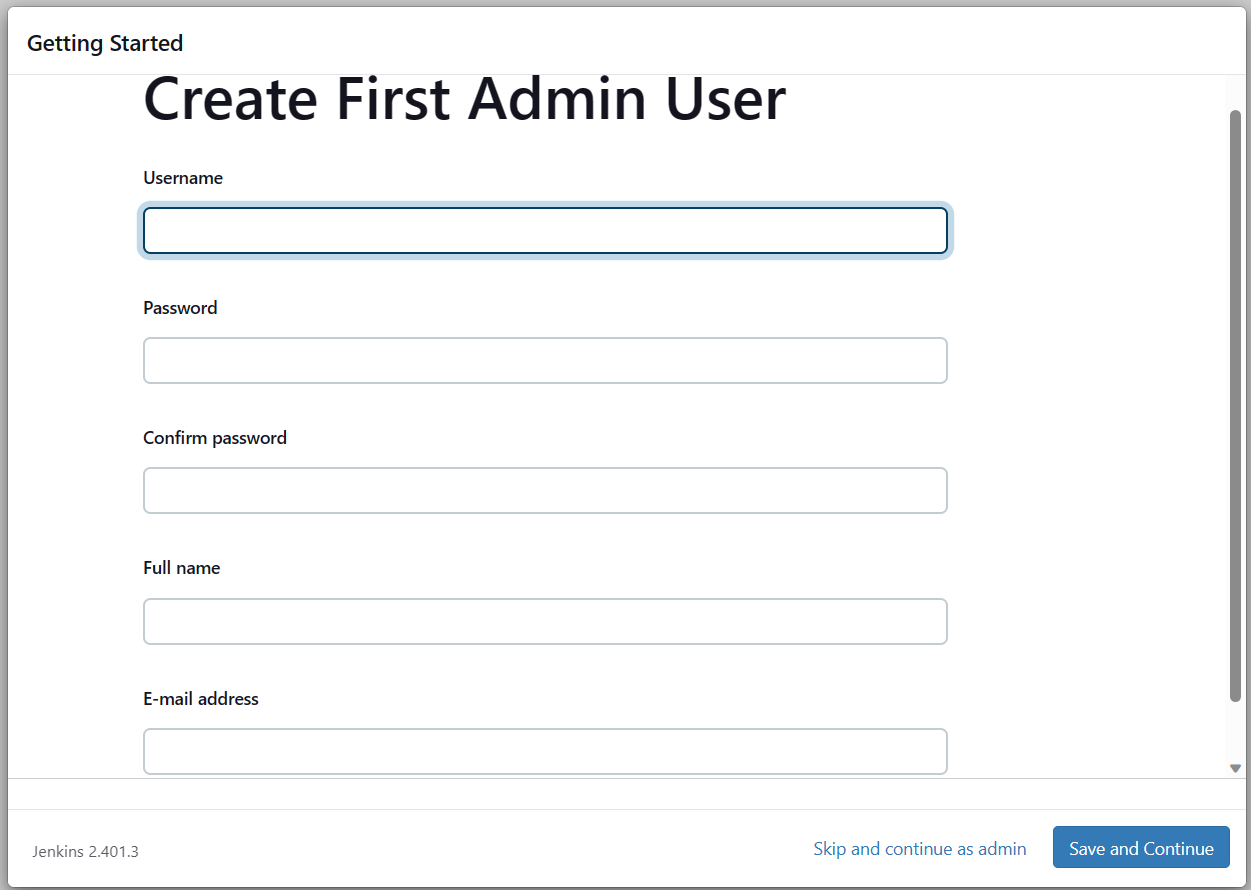 Getting Started
Create First Admin User
Username
Password
Confirm password
Full name
E-mail address
Jenkins 2.401.3
Skip and continue as admin
Save and Continue